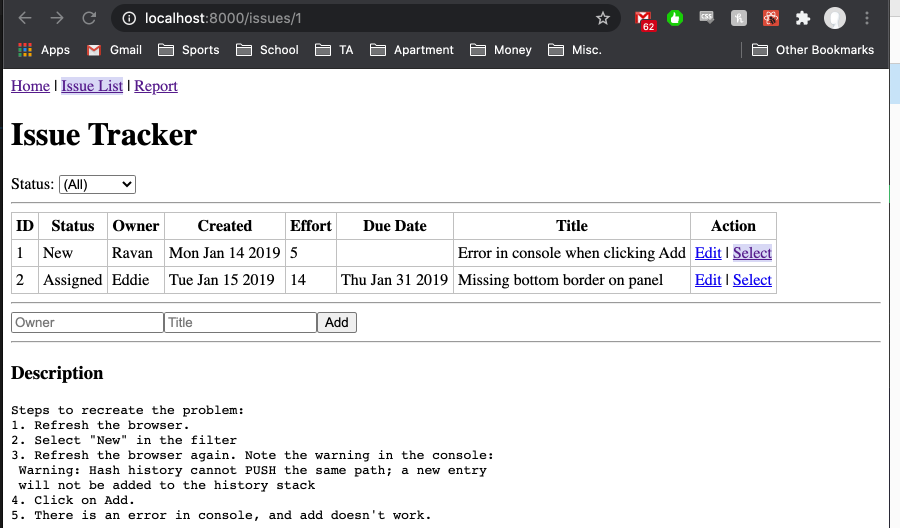 localhost:8000/issues/1
62
CSS
Apps Gmail Sports School TA Apartment Money Misc. Other Bookmarks
Home | Issue List | Report
Issue Tracker
Status: (All)
ID Status Owner Created Effort Due Date Title Action
1 New Ravan Mon Jan 14 2019 5 Error in console when clicking Add Edit | Select
2 Assigned Eddie Tue Jan 15 2019 14 Thu Jan 31 2019 Missing bottom border on panel Edit | Select
Owner Title Add
Description
Steps to recreate the problem:
1. Refresh the browser.
2. Select "New" in the filter
3. Refresh the browser again. Note the warning in the console:
Warning: Hash history cannot PUSH the same path; a new entry
will not be added to the history stack
4. Click on Add.
5. There is an error in console, and add doesn't work.